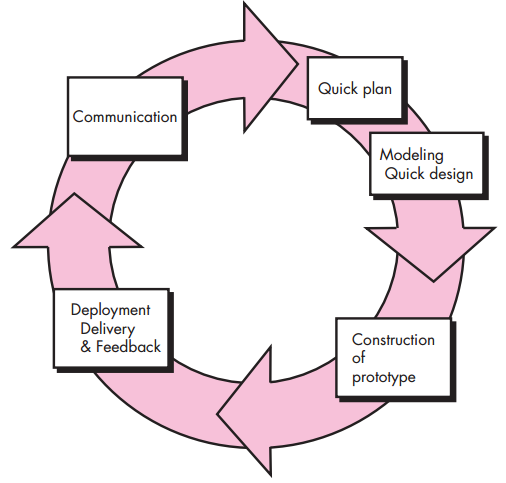 Communication
Quick plan
Modeling
Quick design
Construction
of
prototype
Deployment
Delivery
& Feedback